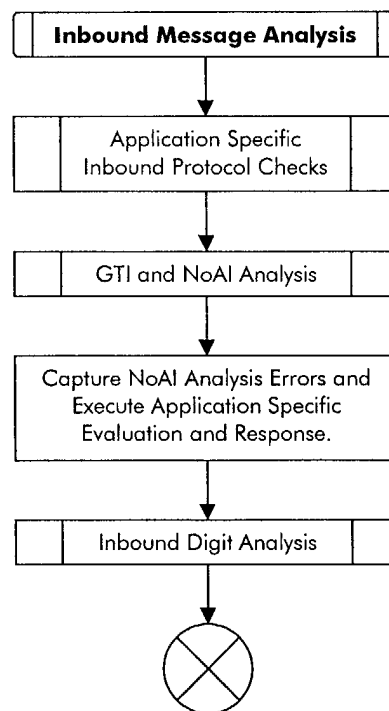 Inbound Message Analysis
Application Specific
Inbound Protocol Checks
GTI and NoAI Analysis
Capture NoAI Analysis Errors and
Execute Application Specific
Evaluation and Response.
Inbound Digit Analysis